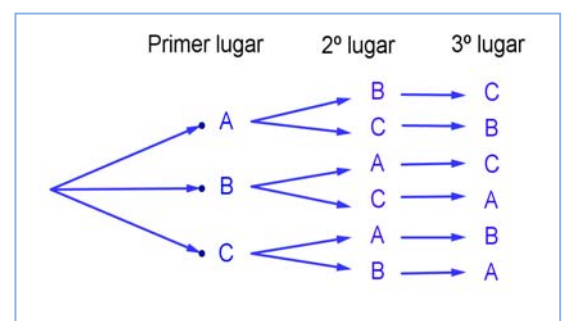 Primer lugar 2º lugar 3º lugar
B C
A C B
A C
B C A
A B
C B A